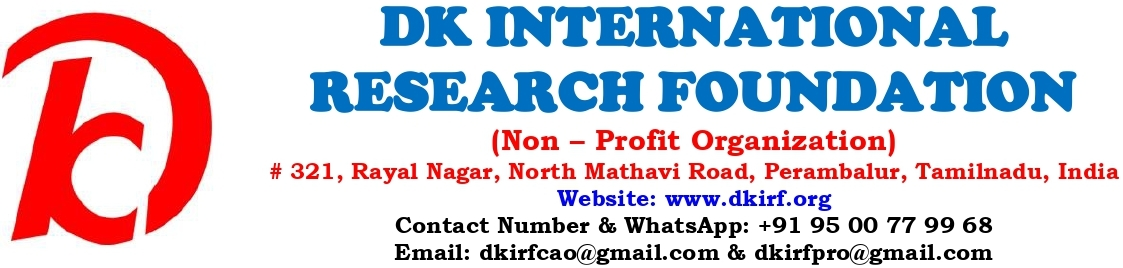 DK INTERNATIONAL
RESEARCH FOUNDATION
(Non – Profit Organization)
# 321, Rayal Nagar, North Mathavi Road, Perambalur, Tamilnadu, India
Website: www.dkirf.org
Contact Number & WhatsApp: +91 95 00 77 99 68
Email: dkirfcao@gmail.com & dkirfpro@gmail.com